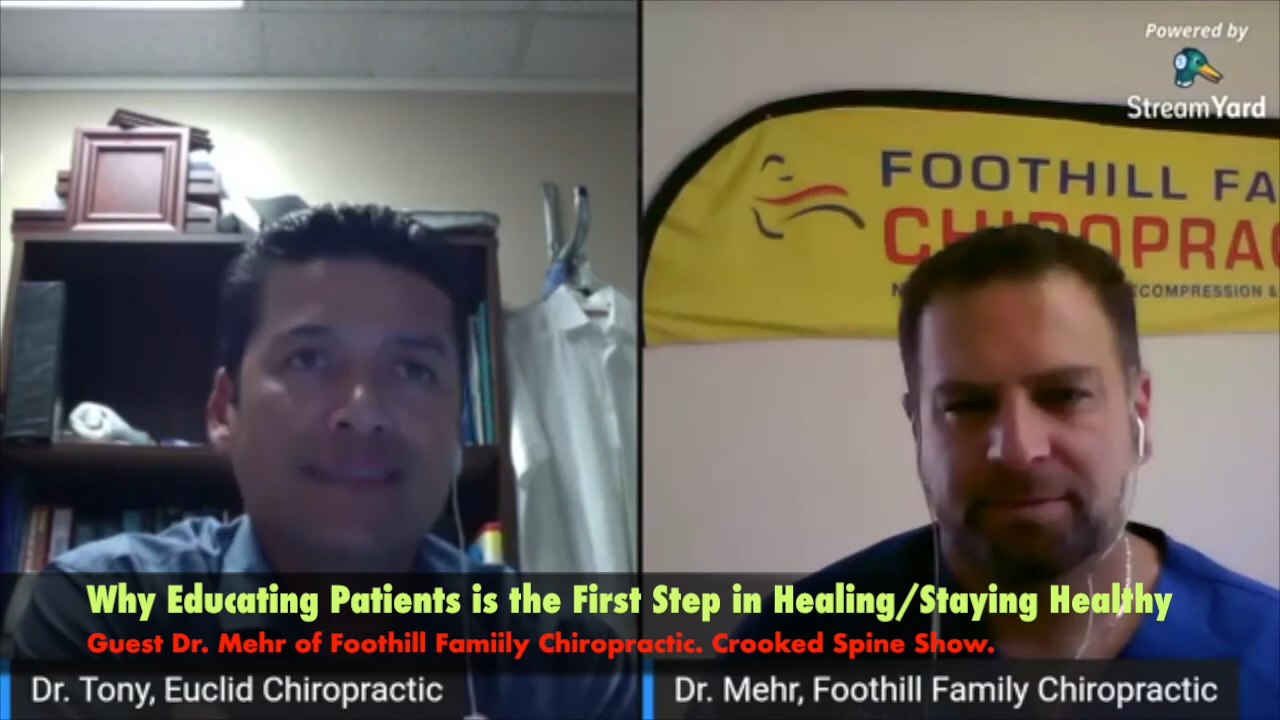 Powered by
StreamYard
FOOTHILL FA
CHIROPRAC
ECOMPRESSION &
Why Educating Patients is the First Step in Healing/Staying Healthy
Guest Dr. Mehr of Foothill Famiily Chiropractic. Crooked Spine Show.
Dr. Tony, Euclid Chiropractic
Dr. Mehr, Foothill Family Chiropractic